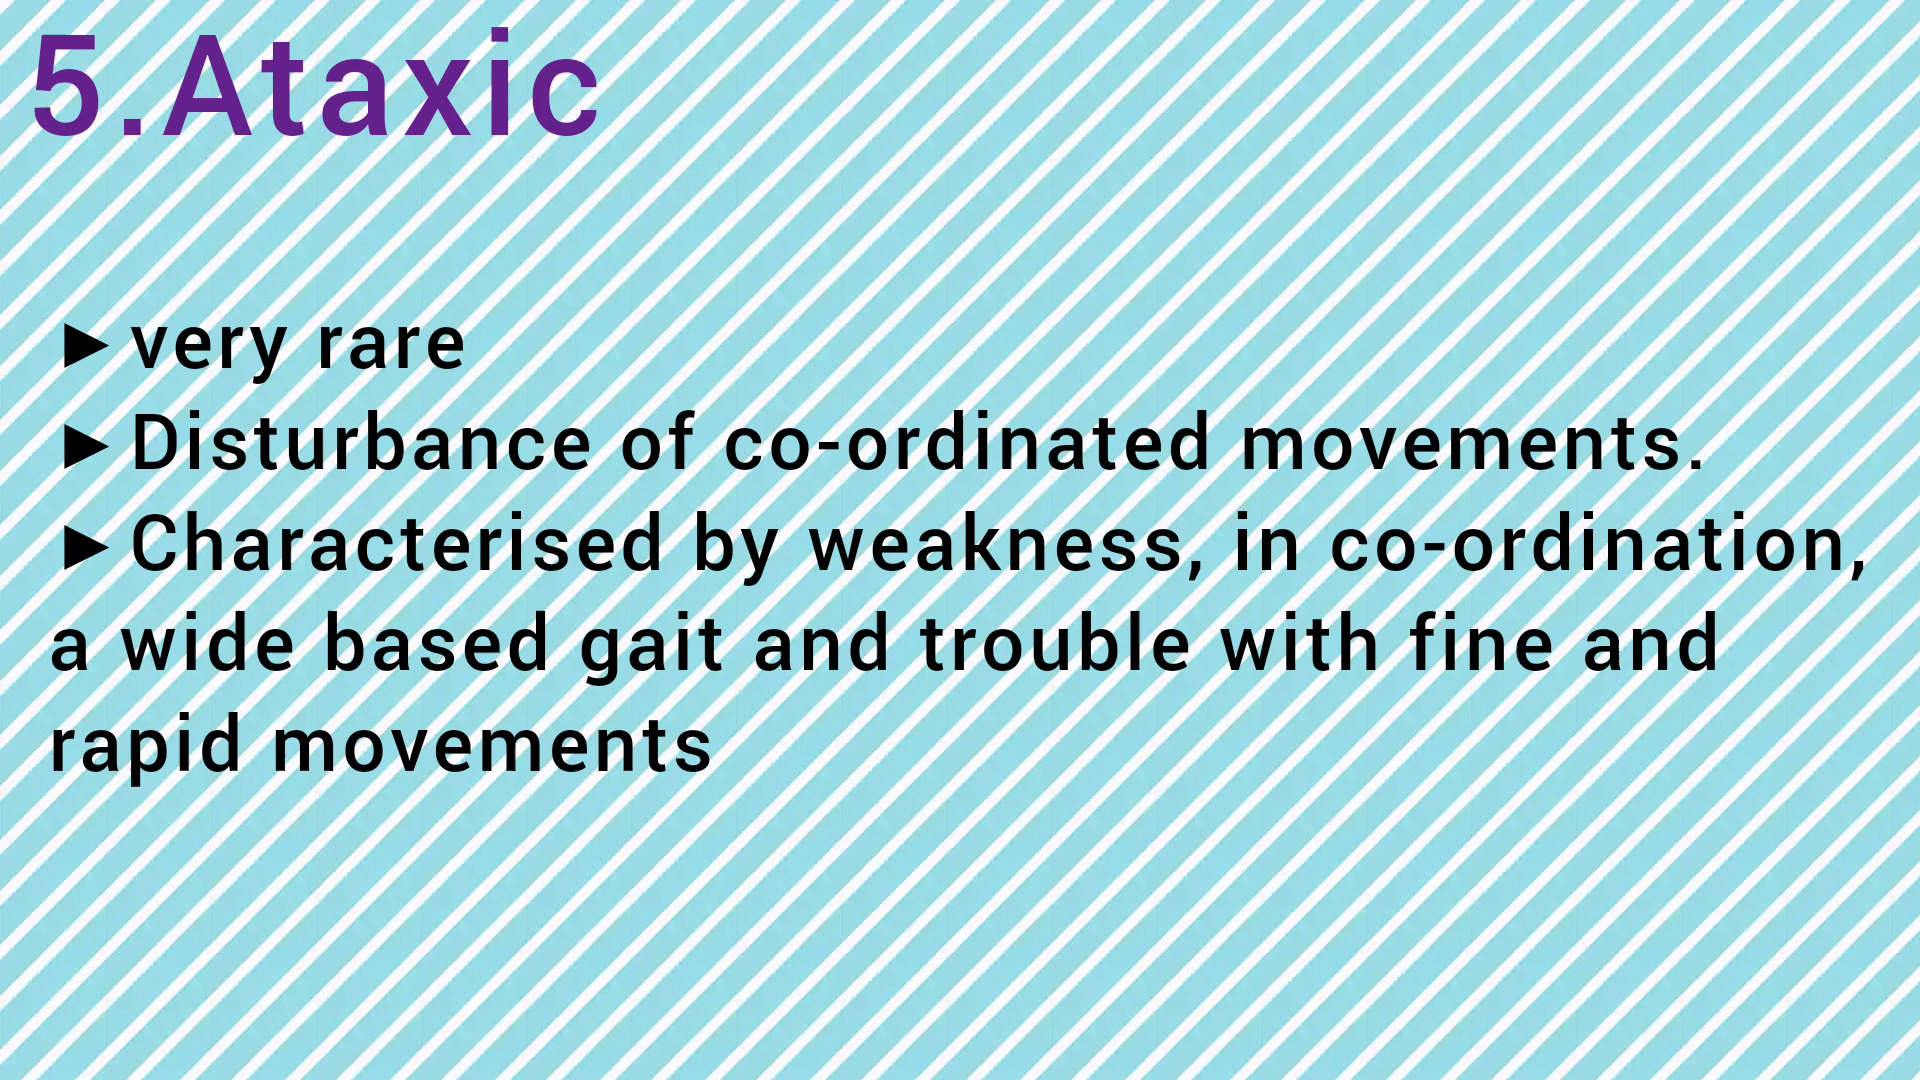 5.Ataxic
►very rare
►Disturbance of co-ordinated movements.
►Characterised by weakness, in co-ordination,
a wide based gait and trouble with fine and
rapid movements